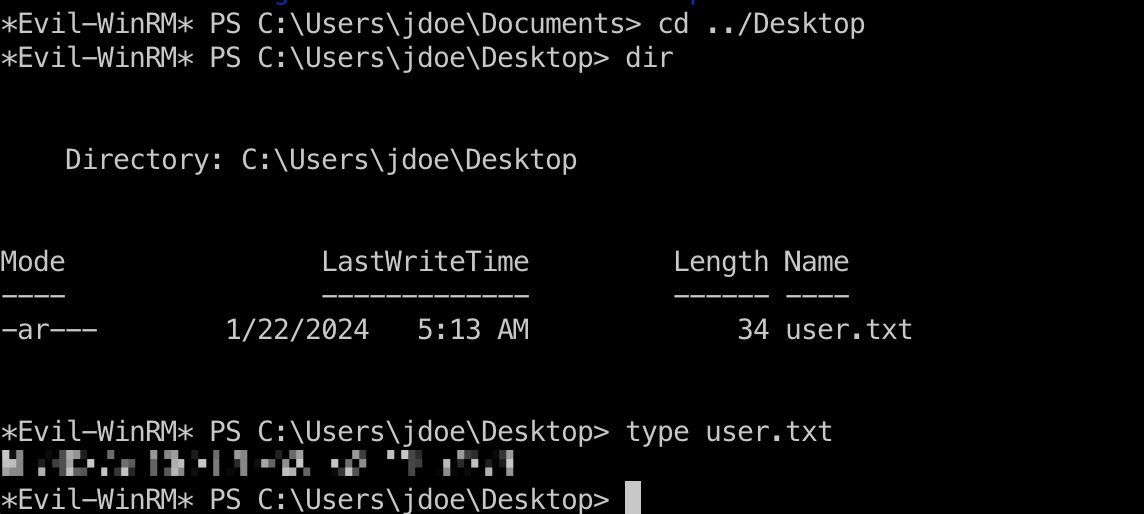 *Evil-WinRM* PS C:\Users\jdoe\Documents> cd ../Desktop
*Evil-WinRM* PS C:\Users\jdoe\Desktop> dir
Directory: C:\Users\jdoe\Desktop
Mode LastWriteTime Length Name
---- ------------- ------ ----
-ar--- 1/22/2024 5:13 AM 34 user.txt
*Evil-WinRM* PS C:\Users\jdoe\Desktop> type user.txt
*Evil-WinRM* PS C:\Users\jdoe\Desktop>